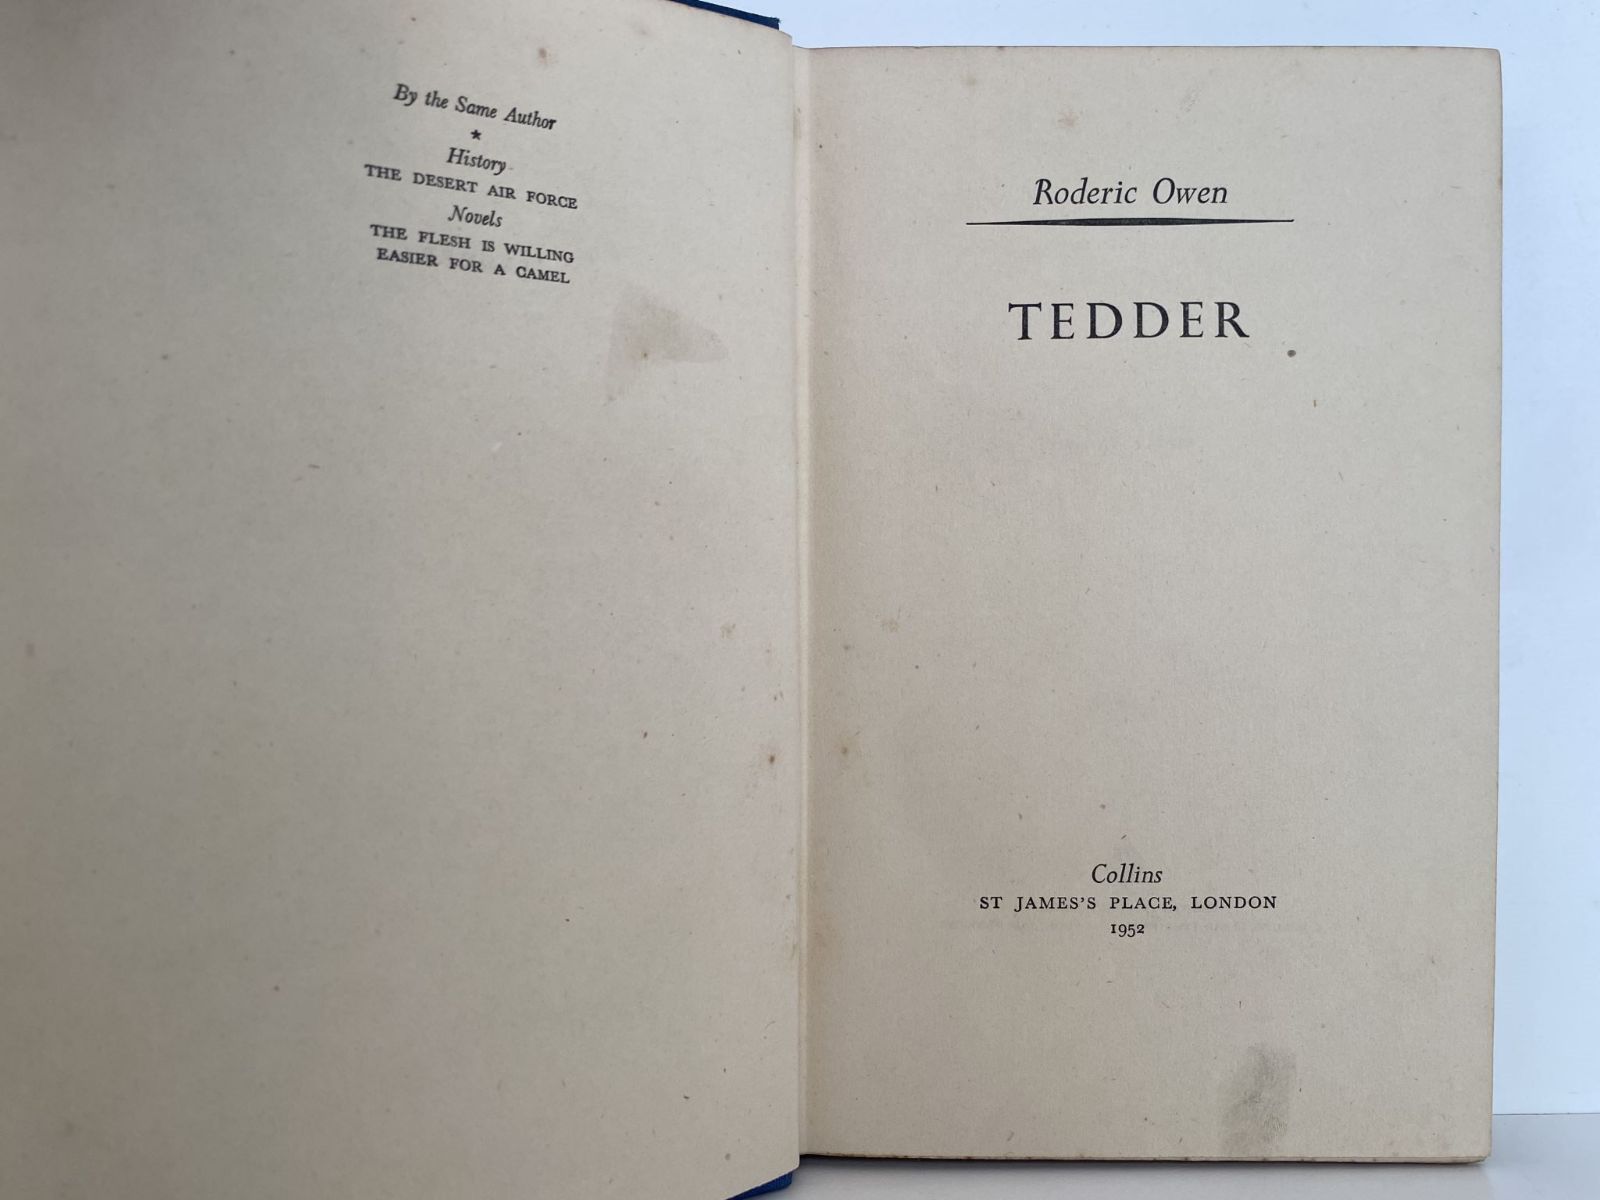 By the Same Author
*
History
THE DESERT AIR FORCE
Novels
THE FLESH IS WILLING
EASIER FOR A CAMEL
Roderic Owen
TEDDER
Collins
ST JAMES'S PLACE, LONDON
1952